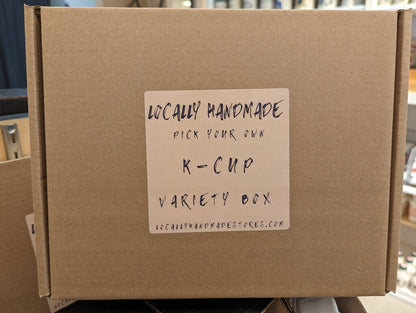 LOCALLY HANDMADE
PICK YOUR OWN
K-CUP
VARIETY BOX
LOCALLYHANDMADESTORES.COM